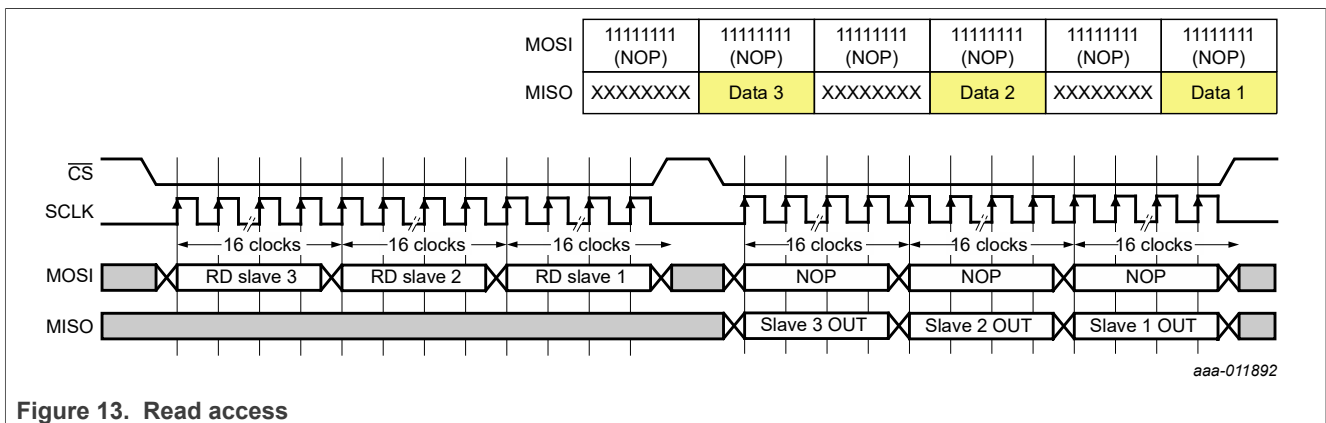 MOSI 11111111 (NOP) 11111111 (NOP) 11111111 (NOP) 11111111 (NOP) 11111111 (NOP) 11111111 (NOP)
MISO XXXXXXXX Data 3 XXXXXXXX Data 2 XXXXXXXX Data 1
CS
SCLK
16 clocks 16 clocks 16 clocks 16 clocks 16 clocks 16 clocks
MOSI RD slave 3 RD slave 2 RD slave 1 NOP NOP NOP
MISO Slave 3 OUT Slave 2 OUT Slave 1 OUT
aaa-011892
Figure 13. Read access